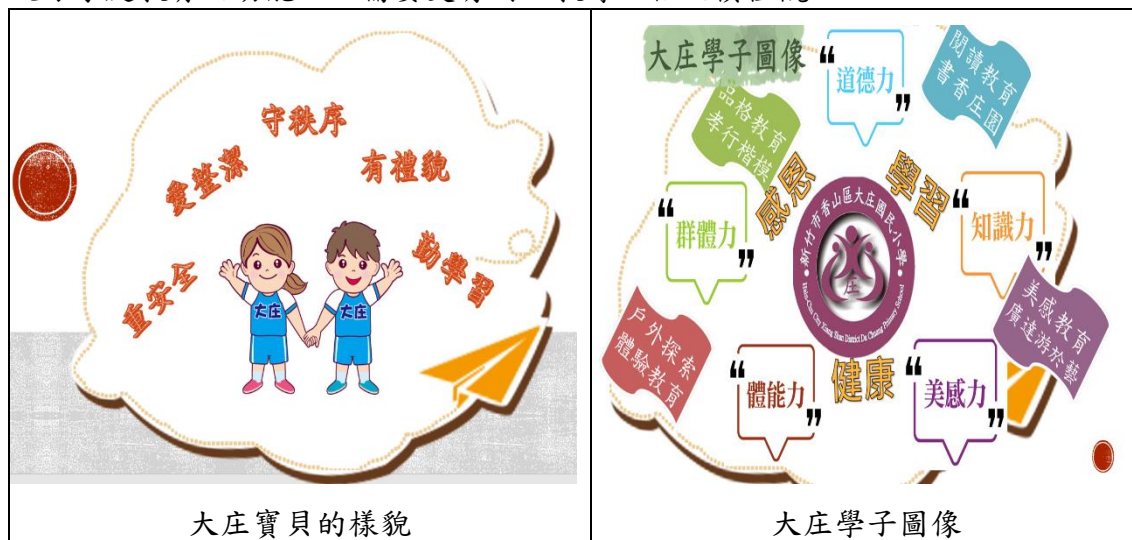 守秩序
愛整潔
有禮貌
重安全
勤學習
大庄
大庄
大庄寶貝的樣貌
大庄學子圖像
“道德力”
閱讀教育
書香庄園
品格教育
孝行楷模
感恩
學習
“群體力”
新竹市香山區大庄國民小學
庄
“知識力”
戶外探索
體驗教育
美感教育
廣達游於藝
“體能力”
健康
“美感力”
大庄學子圖像